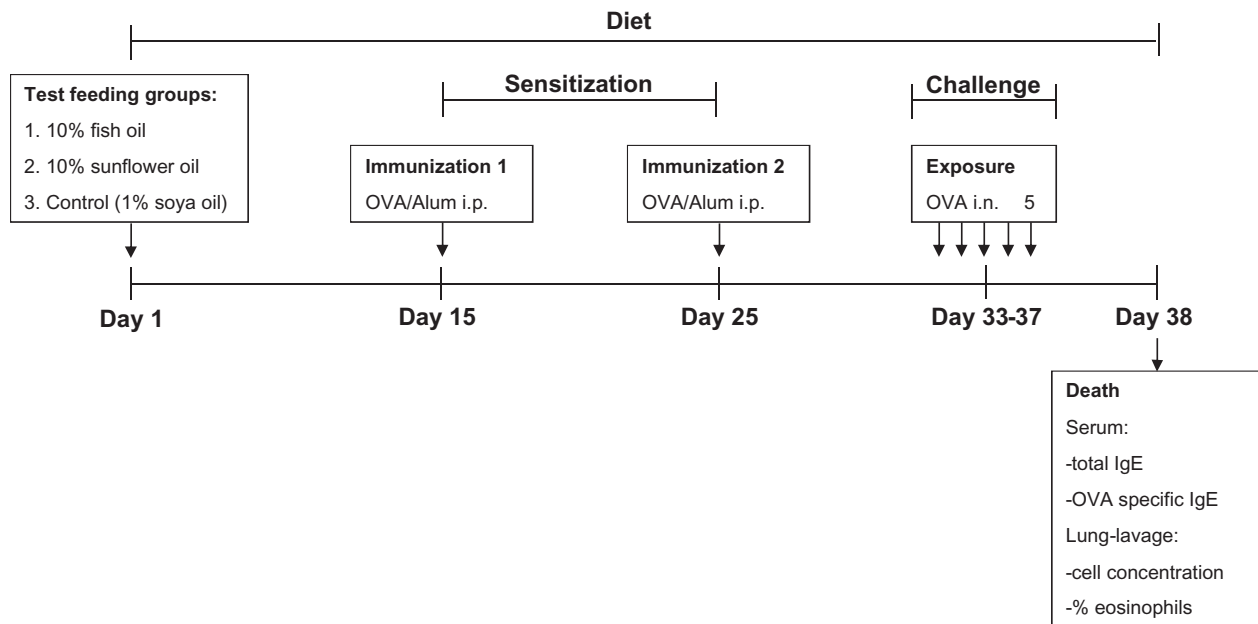 Diet
Test feeding groups:
1. 10% fish oil
2. 10% sunflower oil
3. Control (1% soya oil)
Sensitization
Immunization 1
OVA/Alum i.p.
Immunization 2
OVA/Alum i.p.
Challenge
Exposure
OVA i.n. 5
Day 1
Day 15
Day 25
Day 33-37
Day 38
Death
Serum:
-total IgE
-OVA specific IgE
Lung-lavage:
-cell concentration
-% eosinophils